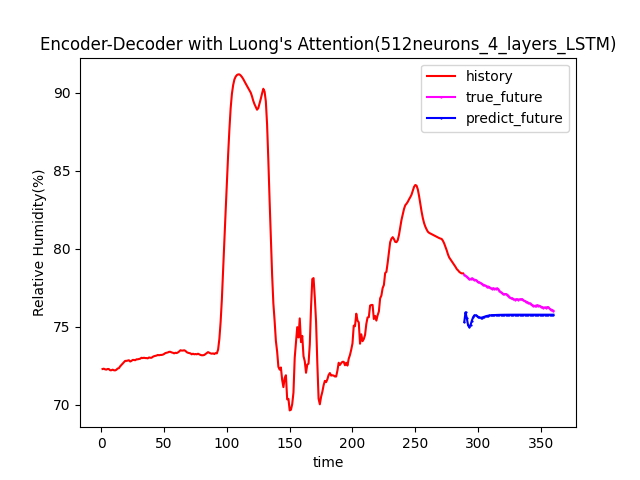 Encoder-Decoder with Luong's Attention(512neurons_4_layers_LSTM)
history
true_future
predict_future
Relative Humidity(%)
90
85
80
75
70
0 50 100 150 200 250 300 350
time